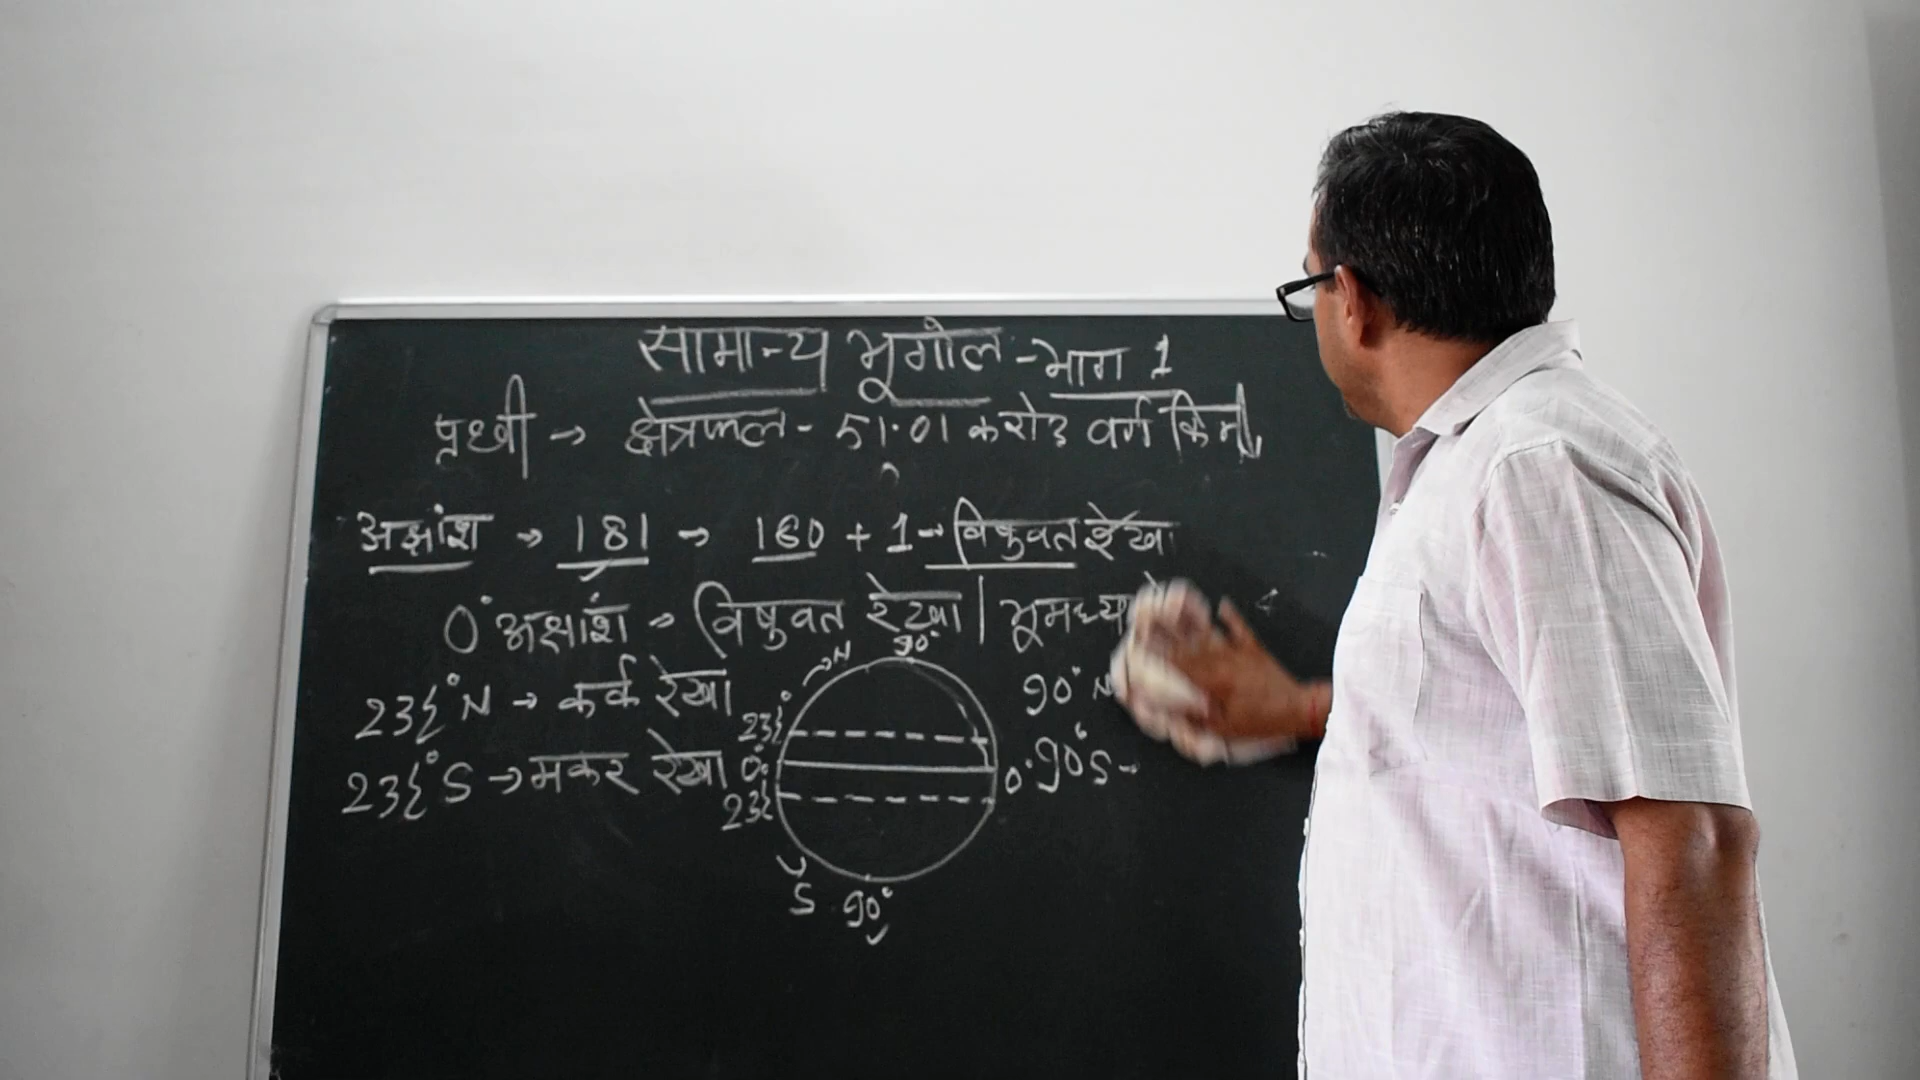 सामान्य भूगोल - भाग 1
पृथ्वी → क्षेत्रफल - 51.01 करोड़ वर्ग किमी.
अक्षांश → 181 → 180 + 1 → विषुवत रेखा
0° अक्षांश → विषुवत रेखा | भूमध्य
23½° N → कर्क रेखा
23½° S → मकर रेखा
N 90°
23½°
0°
23½
0°
S 90°
90° N
90° S -